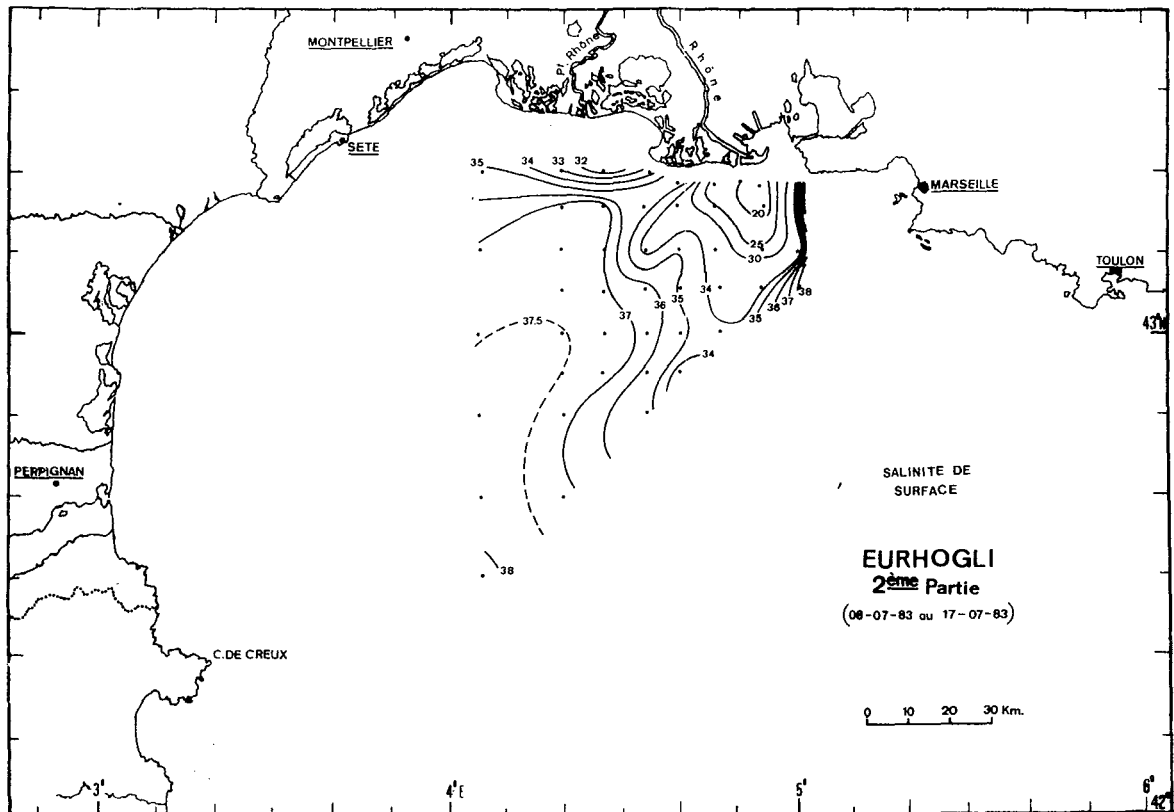 MONTPELLIER
Pt. Rhône
Rhône
SETE
35 34 33 32
MARSEILLE
20
25
30
TOULON
34
35
36
37
35 36 37 38
43°N
37.5
34
PERPIGNAN
SALINITE DE
SURFACE
38
EURHOGLI
2ème Partie
(08-07-83 au 17-07-83)
C. DE CREUX
0 10 20 30 Km.
3°
4°E
5°
6°
42°